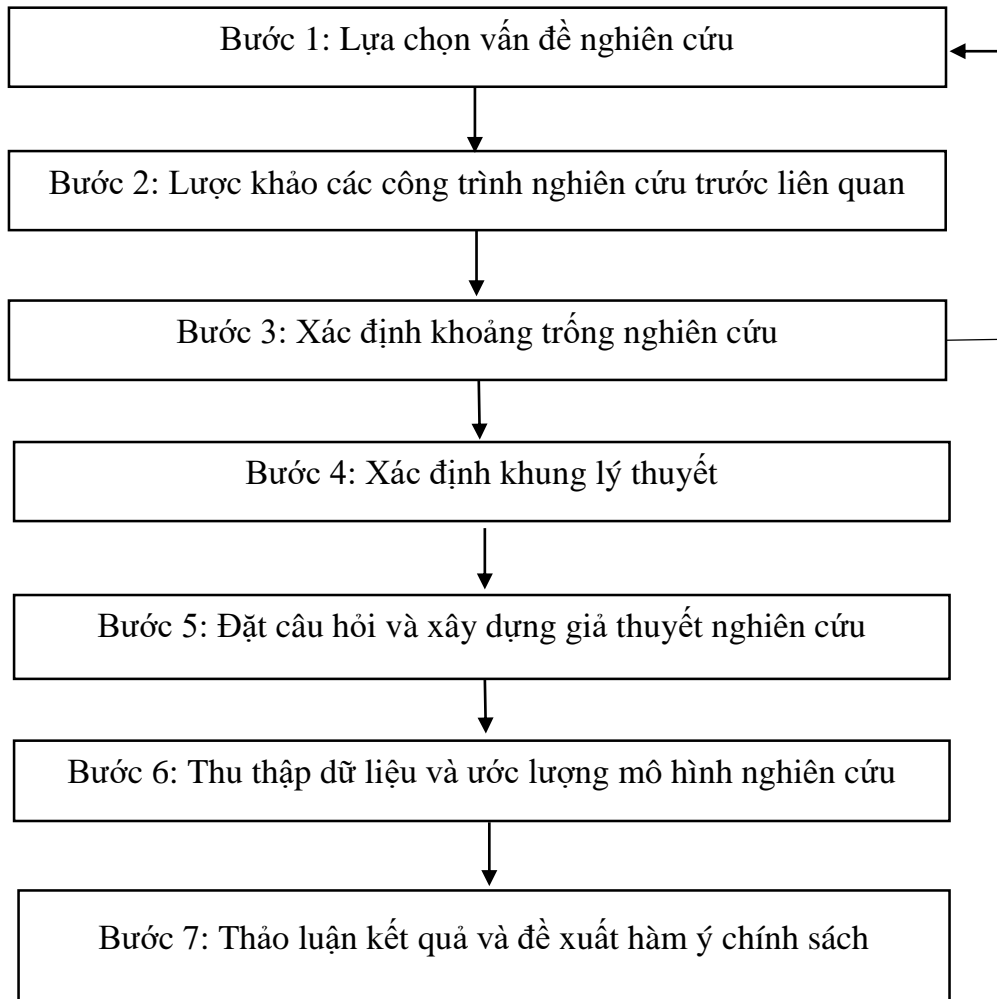 Bước 1: Lựa chọn vấn đề nghiên cứu
Bước 2: Lược khảo các công trình nghiên cứu trước liên quan
Bước 3: Xác định khoảng trống nghiên cứu
Bước 4: Xác định khung lý thuyết
Bước 5: Đặt câu hỏi và xây dựng giả thuyết nghiên cứu
Bước 6: Thu thập dữ liệu và ước lượng mô hình nghiên cứu
Bước 7: Thảo luận kết quả và đề xuất hàm ý chính sách